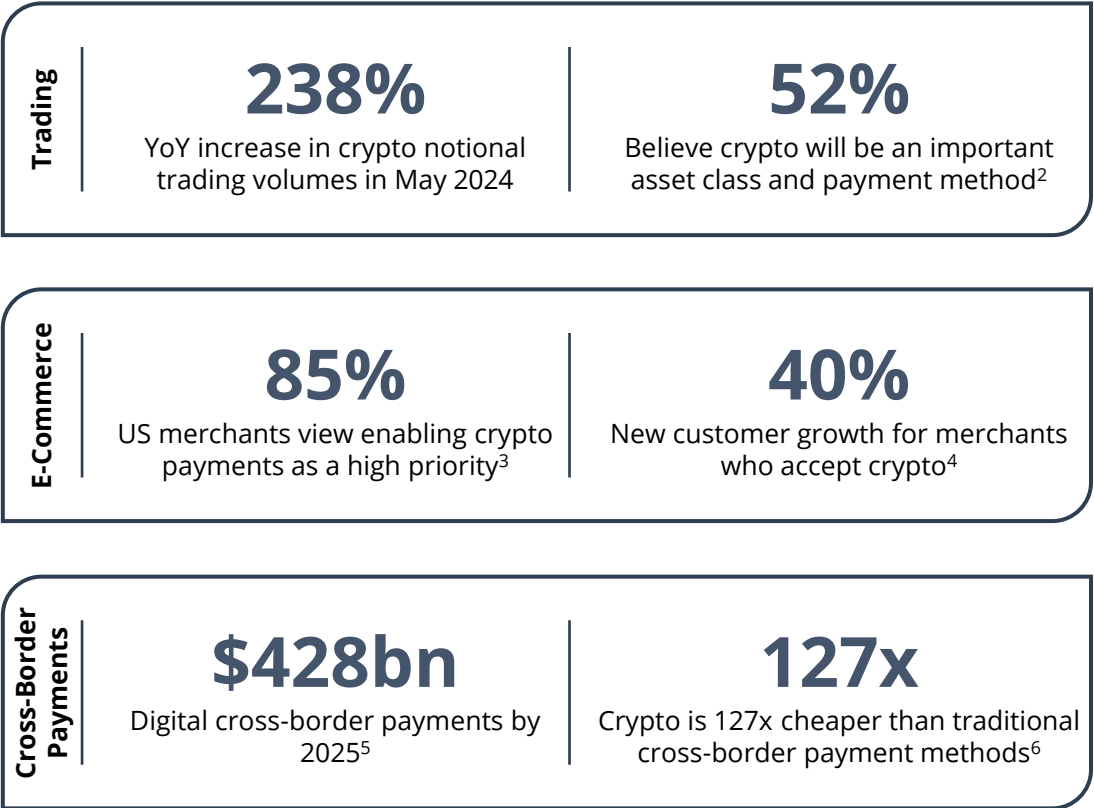 Trading
238%
YoY increase in crypto notional
trading volumes in May 2024
52%
Believe crypto will be an important
asset class and payment method²
E-Commerce
85%
US merchants view enabling crypto
payments as a high priority³
40%
New customer growth for merchants
who accept crypto⁴
Cross-Border
Payments
$428bn
Digital cross-border payments by
2025⁵
127x
Crypto is 127x cheaper than traditional
cross-border payment methods⁶